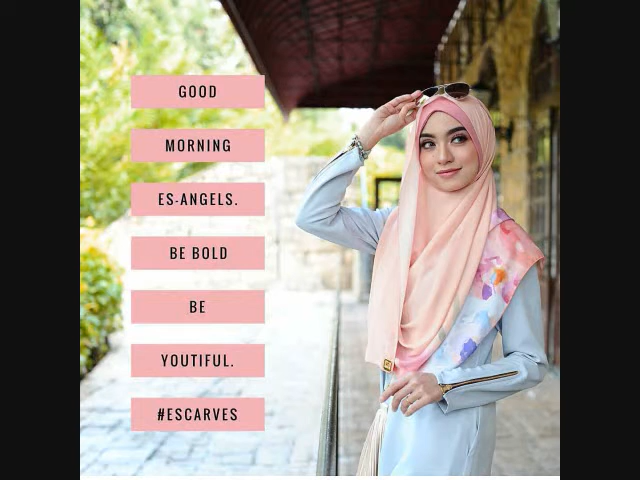 GOOD
MORNING
ES-ANGELS.
BE BOLD
BE
YOUTIFUL.
#ESCARVES